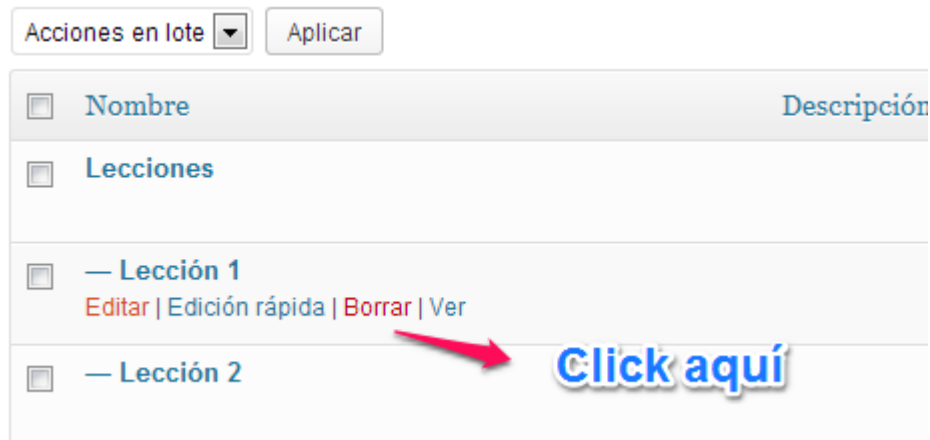 Acciones en lote Aplicar
Nombre Descripción
Lecciones
— Lección 1
Editar | Edición rápida | Borrar | Ver
Click aquí
— Lección 2